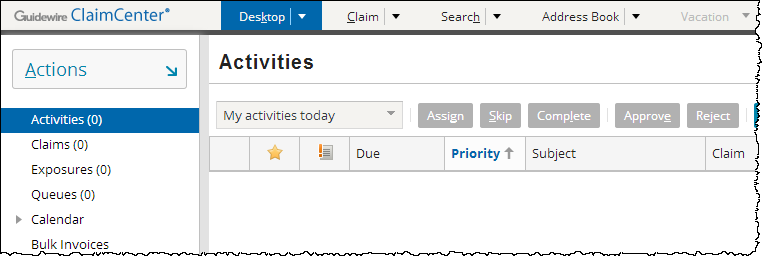 Guidewire ClaimCenter® Desktop Claim Search Address Book Vacation
Actions
Activities
Activities (0)
My activities today Assign Skip Complete Approve Reject
Claims (0)
Due Priority ↑ Subject Claim
Exposures (0)
Queues (0)
Calendar
Bulk Invoices